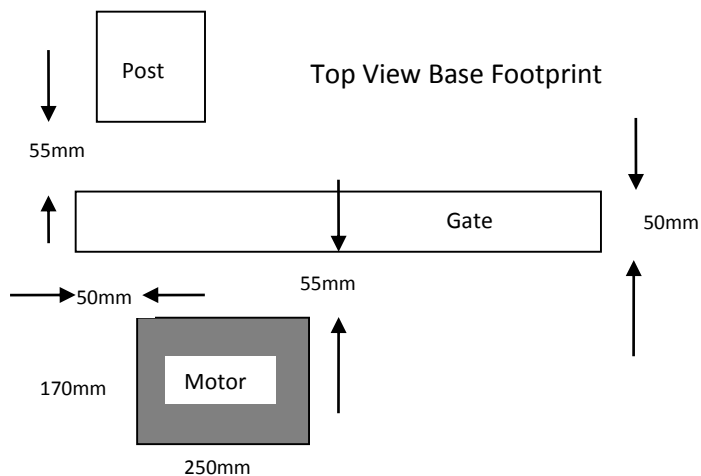 Post
Top View Base Footprint
55mm
Gate
50mm
55mm
50mm
170mm
Motor
250mm